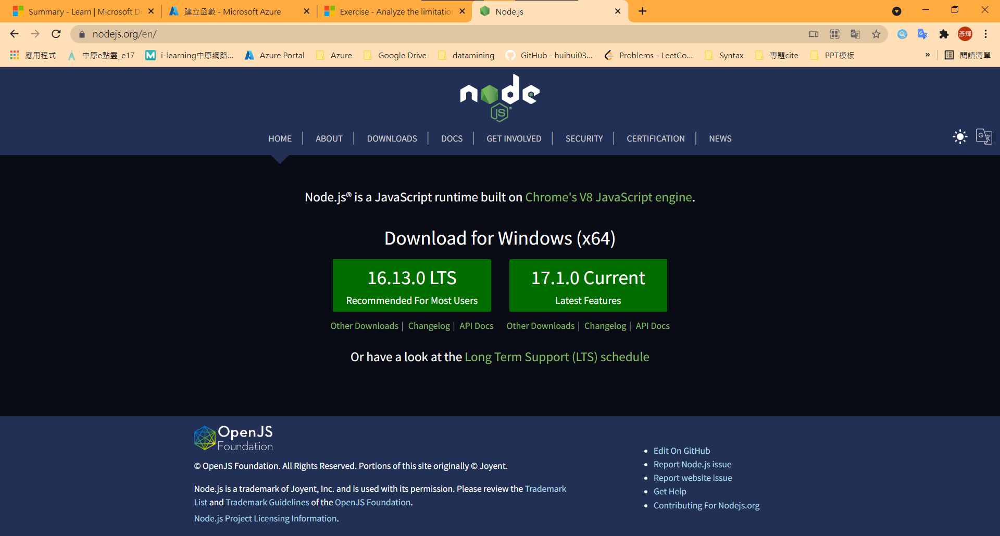 Summary - Learn | Microsoft Do
建立函數 - Microsoft Azure
Exercise - Analyze the limitation
Node.js
nodejs.org/en/
彥輝
應用程式
中原e點靈_e17
i-learning中原網路...
Azure Portal
Azure
Google Drive
datamining
GitHub - huihui03...
Problems - LeetCo...
Syntax
專題cite
PPT模板
»
閱讀清單
node
JS®
HOME | ABOUT | DOWNLOADS | DOCS | GET INVOLVED | SECURITY | CERTIFICATION | NEWS
Node.js® is a JavaScript runtime built on Chrome's V8 JavaScript engine.
Download for Windows (x64)
16.13.0 LTS
Recommended For Most Users
17.1.0 Current
Latest Features
Other Downloads | Changelog | API Docs
Other Downloads | Changelog | API Docs
Or have a look at the Long Term Support (LTS) schedule
OpenJS
Foundation
© OpenJS Foundation. All Rights Reserved. Portions of this site originally © Joyent.
Node.js is a trademark of Joyent, Inc. and is used with its permission. Please review the Trademark
List and Trademark Guidelines of the OpenJS Foundation.
Node.js Project Licensing Information.
Edit On GitHub
Report Node.js issue
Report website issue
Get Help
Contributing For Nodejs.org